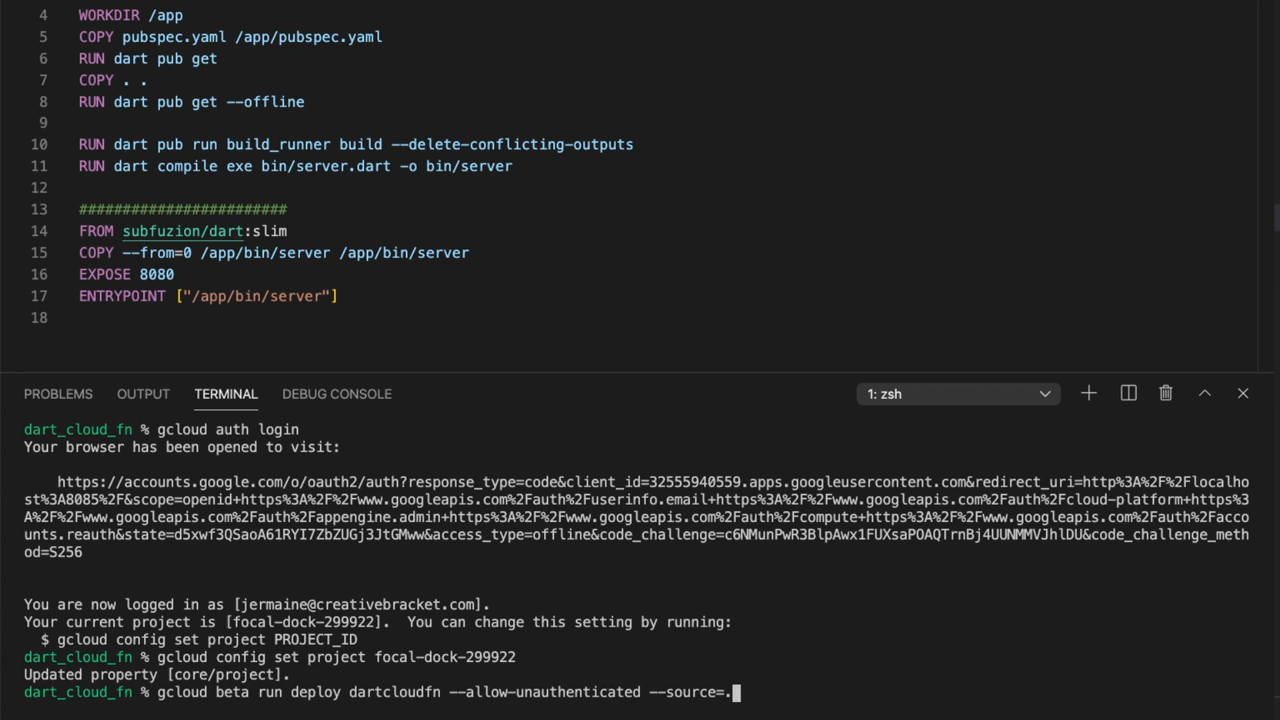 4 WORKDIR /app
5 COPY pubspec.yaml /app/pubspec.yaml
6 RUN dart pub get
7 COPY . .
8 RUN dart pub get --offline
9
10 RUN dart pub run build_runner build --delete-conflicting-outputs
11 RUN dart compile exe bin/server.dart -o bin/server
12
13 ########################
14 FROM subfuzion/dart:slim
15 COPY --from=0 /app/bin/server /app/bin/server
16 EXPOSE 8080
17 ENTRYPOINT ["/app/bin/server"]
18
PROBLEMS OUTPUT TERMINAL DEBUG CONSOLE 1: zsh
dart_cloud_fn % gcloud auth login
Your browser has been opened to visit:
https://accounts.google.com/o/oauth2/auth?response_type=code&client_id=32555940559.apps.googleusercontent.com&redirect_uri=http%3A%2F%2Flocalho
st%3A8085%2F&scope=openid+https%3A%2F%2Fwww.googleapis.com%2Fauth%2Fuserinfo.email+https%3A%2F%2Fwww.googleapis.com%2Fauth%2Fcloud-platform+https%3
A%2F%2Fwww.googleapis.com%2Fauth%2Fappengine.admin+https%3A%2F%2Fwww.googleapis.com%2Fauth%2Fcompute+https%3A%2F%2Fwww.googleapis.com%2Fauth%2Facco
unts.reauth&state=d5xwf3QSaoA61RYI7ZbZUGj3JtGMww&access_type=offline&code_challenge=c6NMunPwR3BlpAwx1FUXsaPOAQTrnBj4UUNMMVJhlDU&code_challenge_meth
od=S256
You are now logged in as [jermaine@creativebracket.com].
Your current project is [focal-dock-299922].  You can change this setting by running:
$ gcloud config set project PROJECT_ID
dart_cloud_fn % gcloud config set project focal-dock-299922
Updated property [core/project].
dart_cloud_fn % gcloud beta run deploy dartcloudfn --allow-unauthenticated --source=.